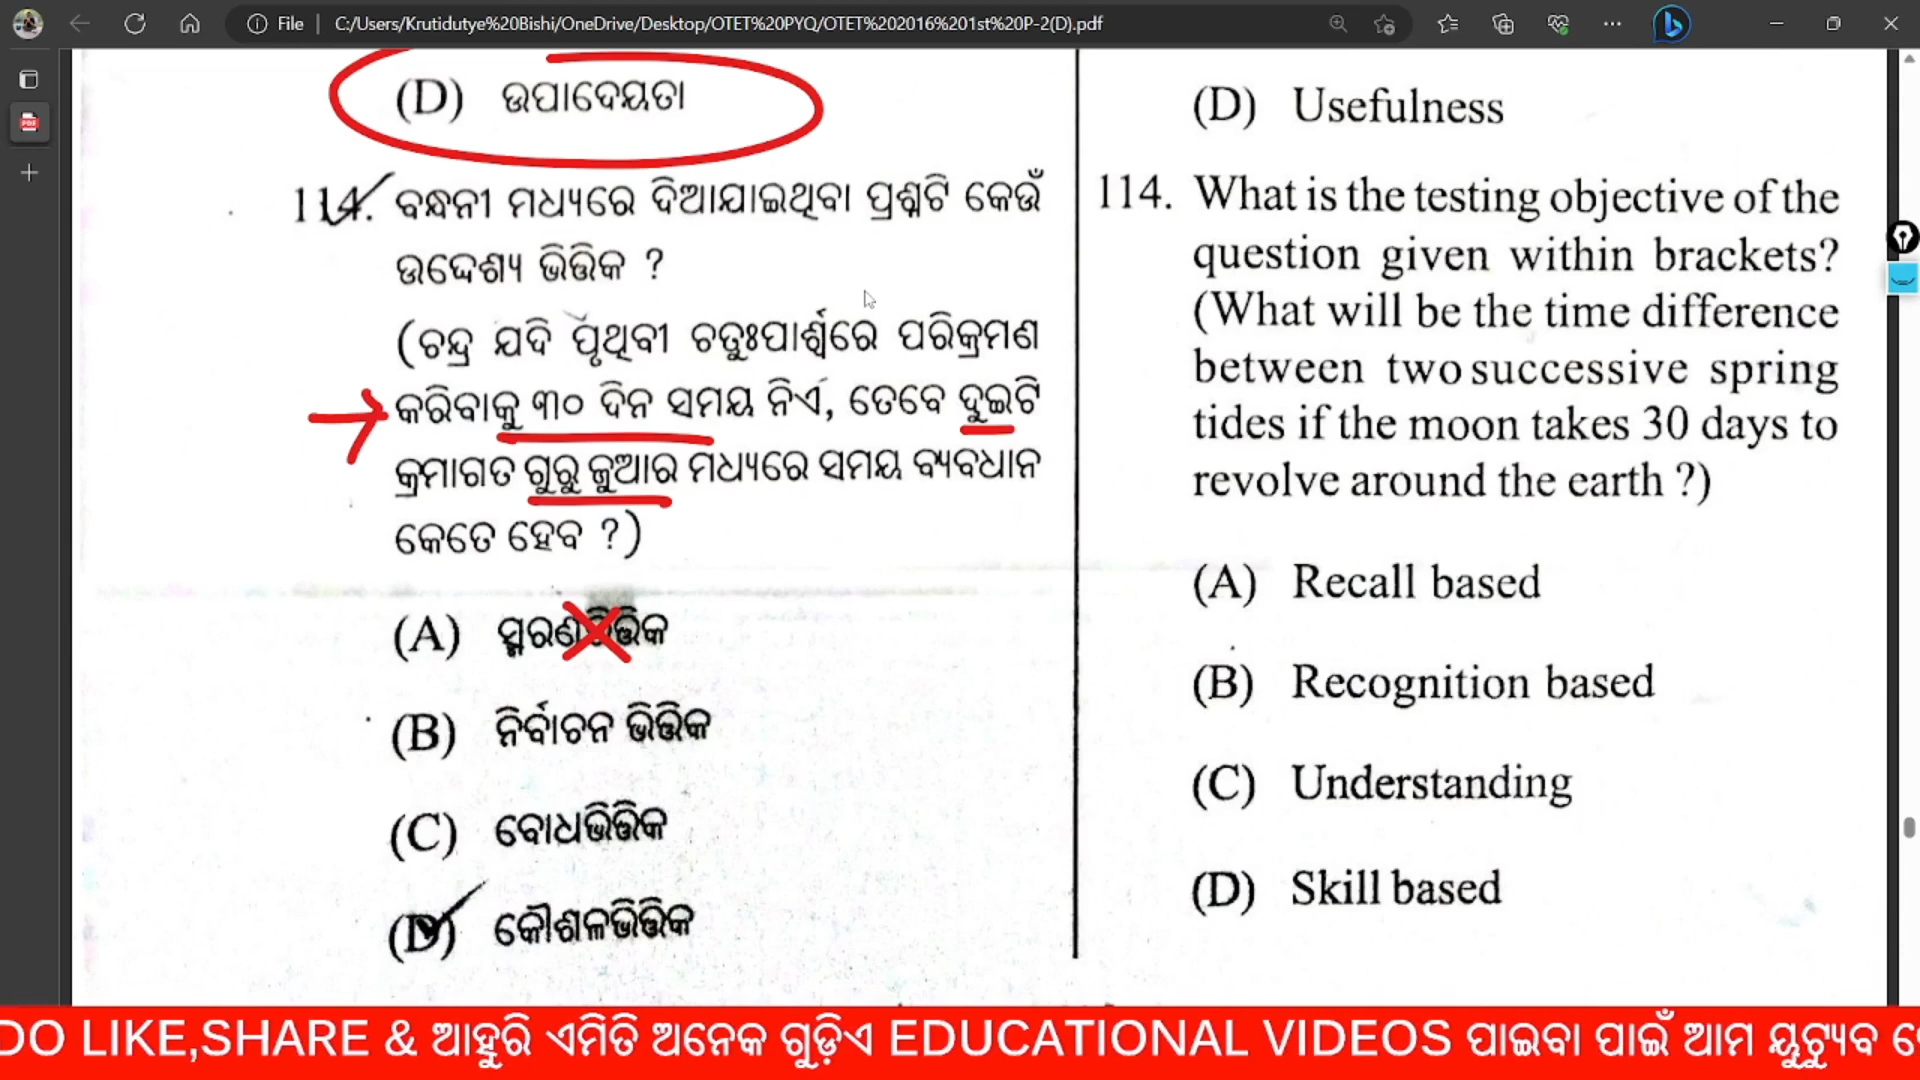 File
C:/Users/Krutidutye%20Bishi/OneDrive/Desktop/OTET%20PYQ/OTET%202016%201st%20P-2(D).pdf
(D) ଉପାଦେୟତା
114. ବନ୍ଧନୀ ମଧ୍ୟରେ ଦିଆଯାଇଥିବା ପ୍ରଶ୍ନଟି କେଉଁ
ଉଦ୍ଦେଶ୍ୟ ଭିତ୍ତିକ ?
(ଚନ୍ଦ୍ର ଯଦି ପୃଥିବୀ ଚତୁଃପାର୍ଶ୍ୱରେ ପରିକ୍ରମଣ
କରିବାକୁ ୩୦ ଦିନ ସମୟ ନିଏ, ତେବେ ଦୁଇଟି
କ୍ରମାଗତ ଗୁରୁ ଜୁଆର ମଧ୍ୟରେ ସମୟ ବ୍ୟବଧାନ
କେତେ ହେବ ?)
(A) ସ୍ମରଣଭିତ୍ତିକ
(B) ନିର୍ବାଚନ ଭିତ୍ତିକ
(C) ବୋଧଭିତ୍ତିକ
(D) କୌଶଳଭିତ୍ତିକ
(D) Usefulness
114. What is the testing objective of the
question given within brackets?
(What will be the time difference
between two successive spring
tides if the moon takes 30 days to
revolve around the earth ?)
(A) Recall based
(B) Recognition based
(C) Understanding
(D) Skill based
DO LIKE,SHARE & ଆହୁରି ଏମିତି ଅନେକ ଗୁଡ଼ିଏ EDUCATIONAL VIDEOS ପାଇବା ପାଇଁ ଆମ ୟୁଟ୍ୟୁବ